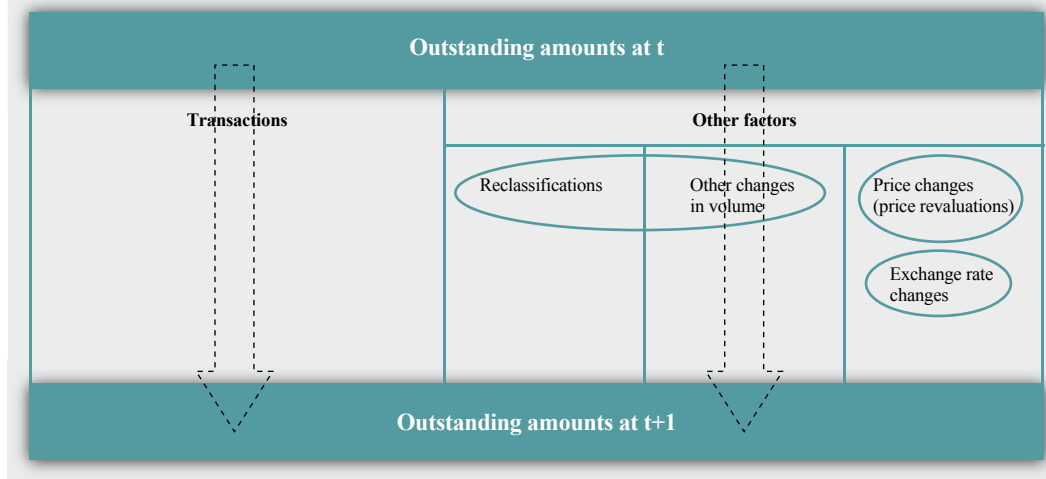 Outstanding amounts at t
Transactions
Other factors
Reclassifications
Other changes
in volume
Price changes
(price revaluations)
Exchange rate
changes
Outstanding amounts at t+1